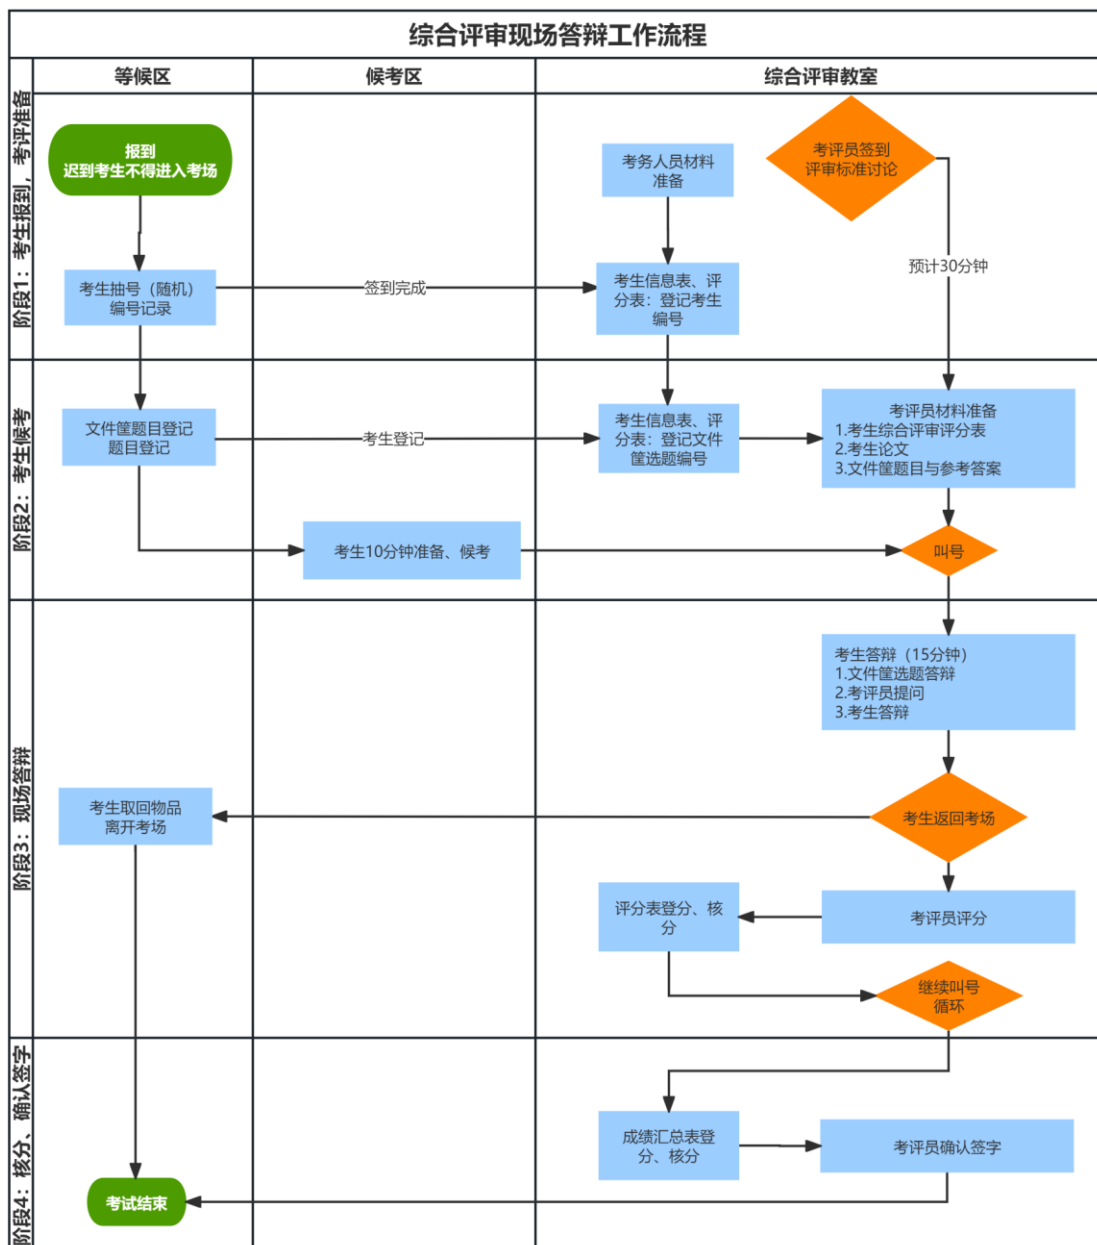 综合评审现场答辩工作流程
等候区
候考区
综合评审教室
阶段1：考生报到，考评准备
报到
迟到考生不得进入考场
考务人员材料
准备
考评员签到
评审标准讨论
预计30分钟
考生抽号（随机）
编号记录
签到完成
考生信息表、评
分表：登记考生
编号
阶段2：考生候考
文件筐题目登记
题目登记
考生登记
考生信息表、评
分表：登记文件
筐选题编号
考评员材料准备
1.考生综合评审评分表
2.考生论文
3.文件筐题目与参考答案
考生10分钟准备、候考
叫号
阶段3：现场答辩
考生答辩（15分钟）
1.文件筐选题答辩
2.考评员提问
3.考生答辩
考生取回物品
离开考场
考生返回考场
评分表登分、核
分
考评员评分
继续叫号
循环
阶段4：核分、确认签字
成绩汇总表登
分、核分
考评员确认签字
考试结束